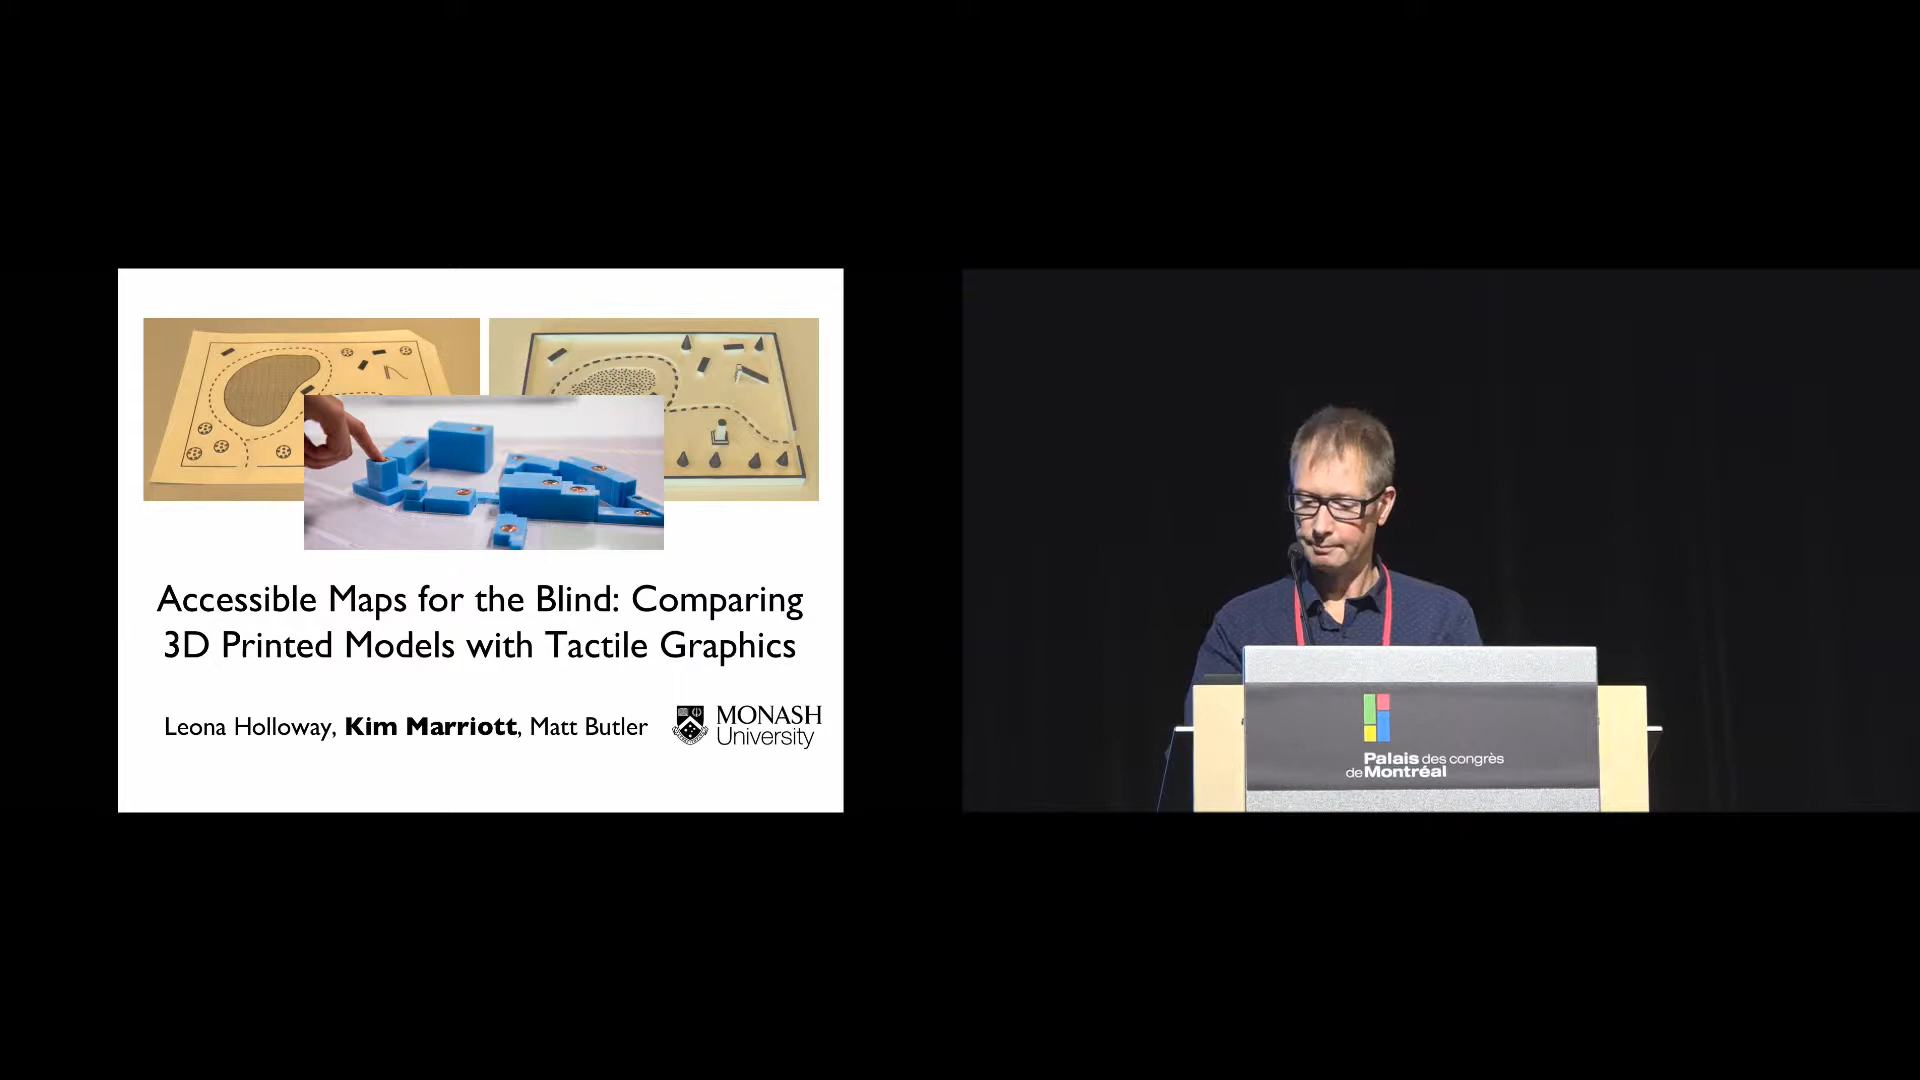 Accessible Maps for the Blind: Comparing
3D Printed Models with Tactile Graphics
Leona Holloway, Kim Marriott, Matt Butler
MONASH
University
Palais des congrès
de Montréal